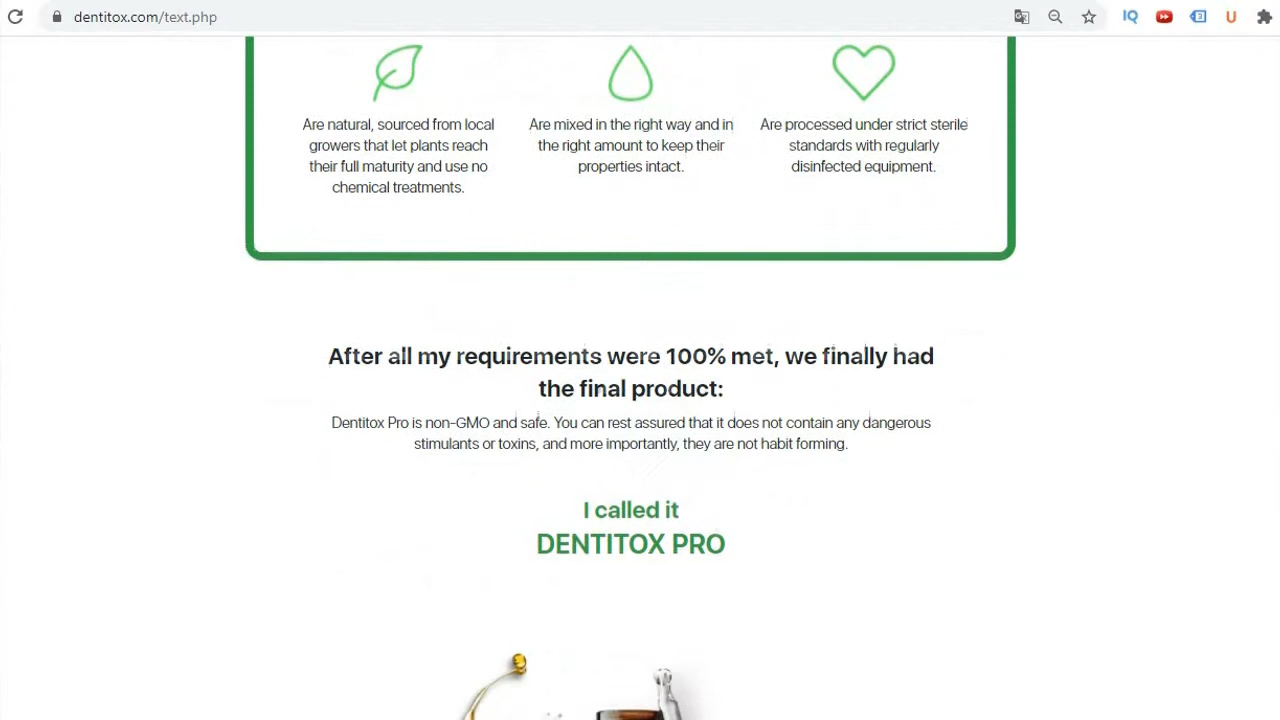 dentitox.com/text.php
Are natural, sourced from local
growers that let plants reach
their full maturity and use no
chemical treatments.
Are mixed in the right way and in
the right amount to keep their
properties intact.
Are processed under strict sterile
standards with regularly
disinfected equipment.
After all my requirements were 100% met, we finally had
the final product:
Dentitox Pro is non-GMO and safe. You can rest assured that it does not contain any dangerous
stimulants or toxins, and more importantly, they are not habit forming.
I called it
DENTITOX PRO